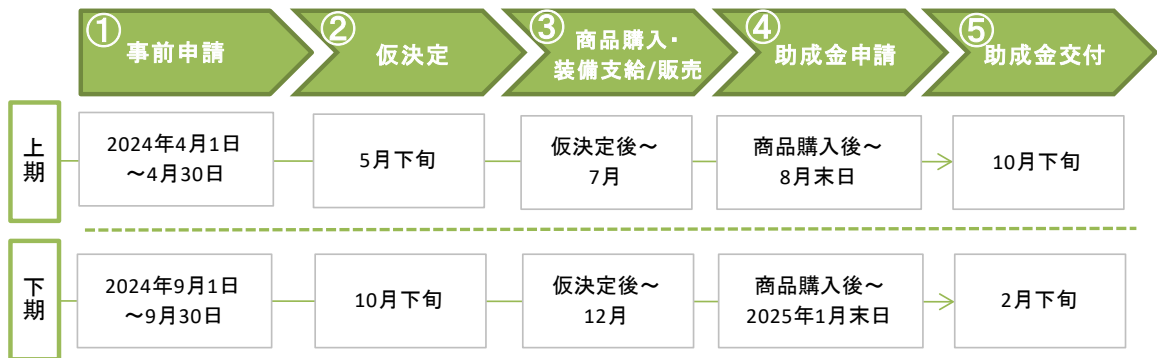 ①
事前申請
②
仮決定
③
商品購入・
装備支給/販売
④
助成金申請
⑤
助成金交付
上
期
2024年4月1日
～4月30日
5月下旬
仮決定後～
7月
商品購入後～
8月末日
10月下旬
下
期
2024年9月1日
～9月30日
10月下旬
仮決定後～
12月
商品購入後～
2025年1月末日
2月下旬